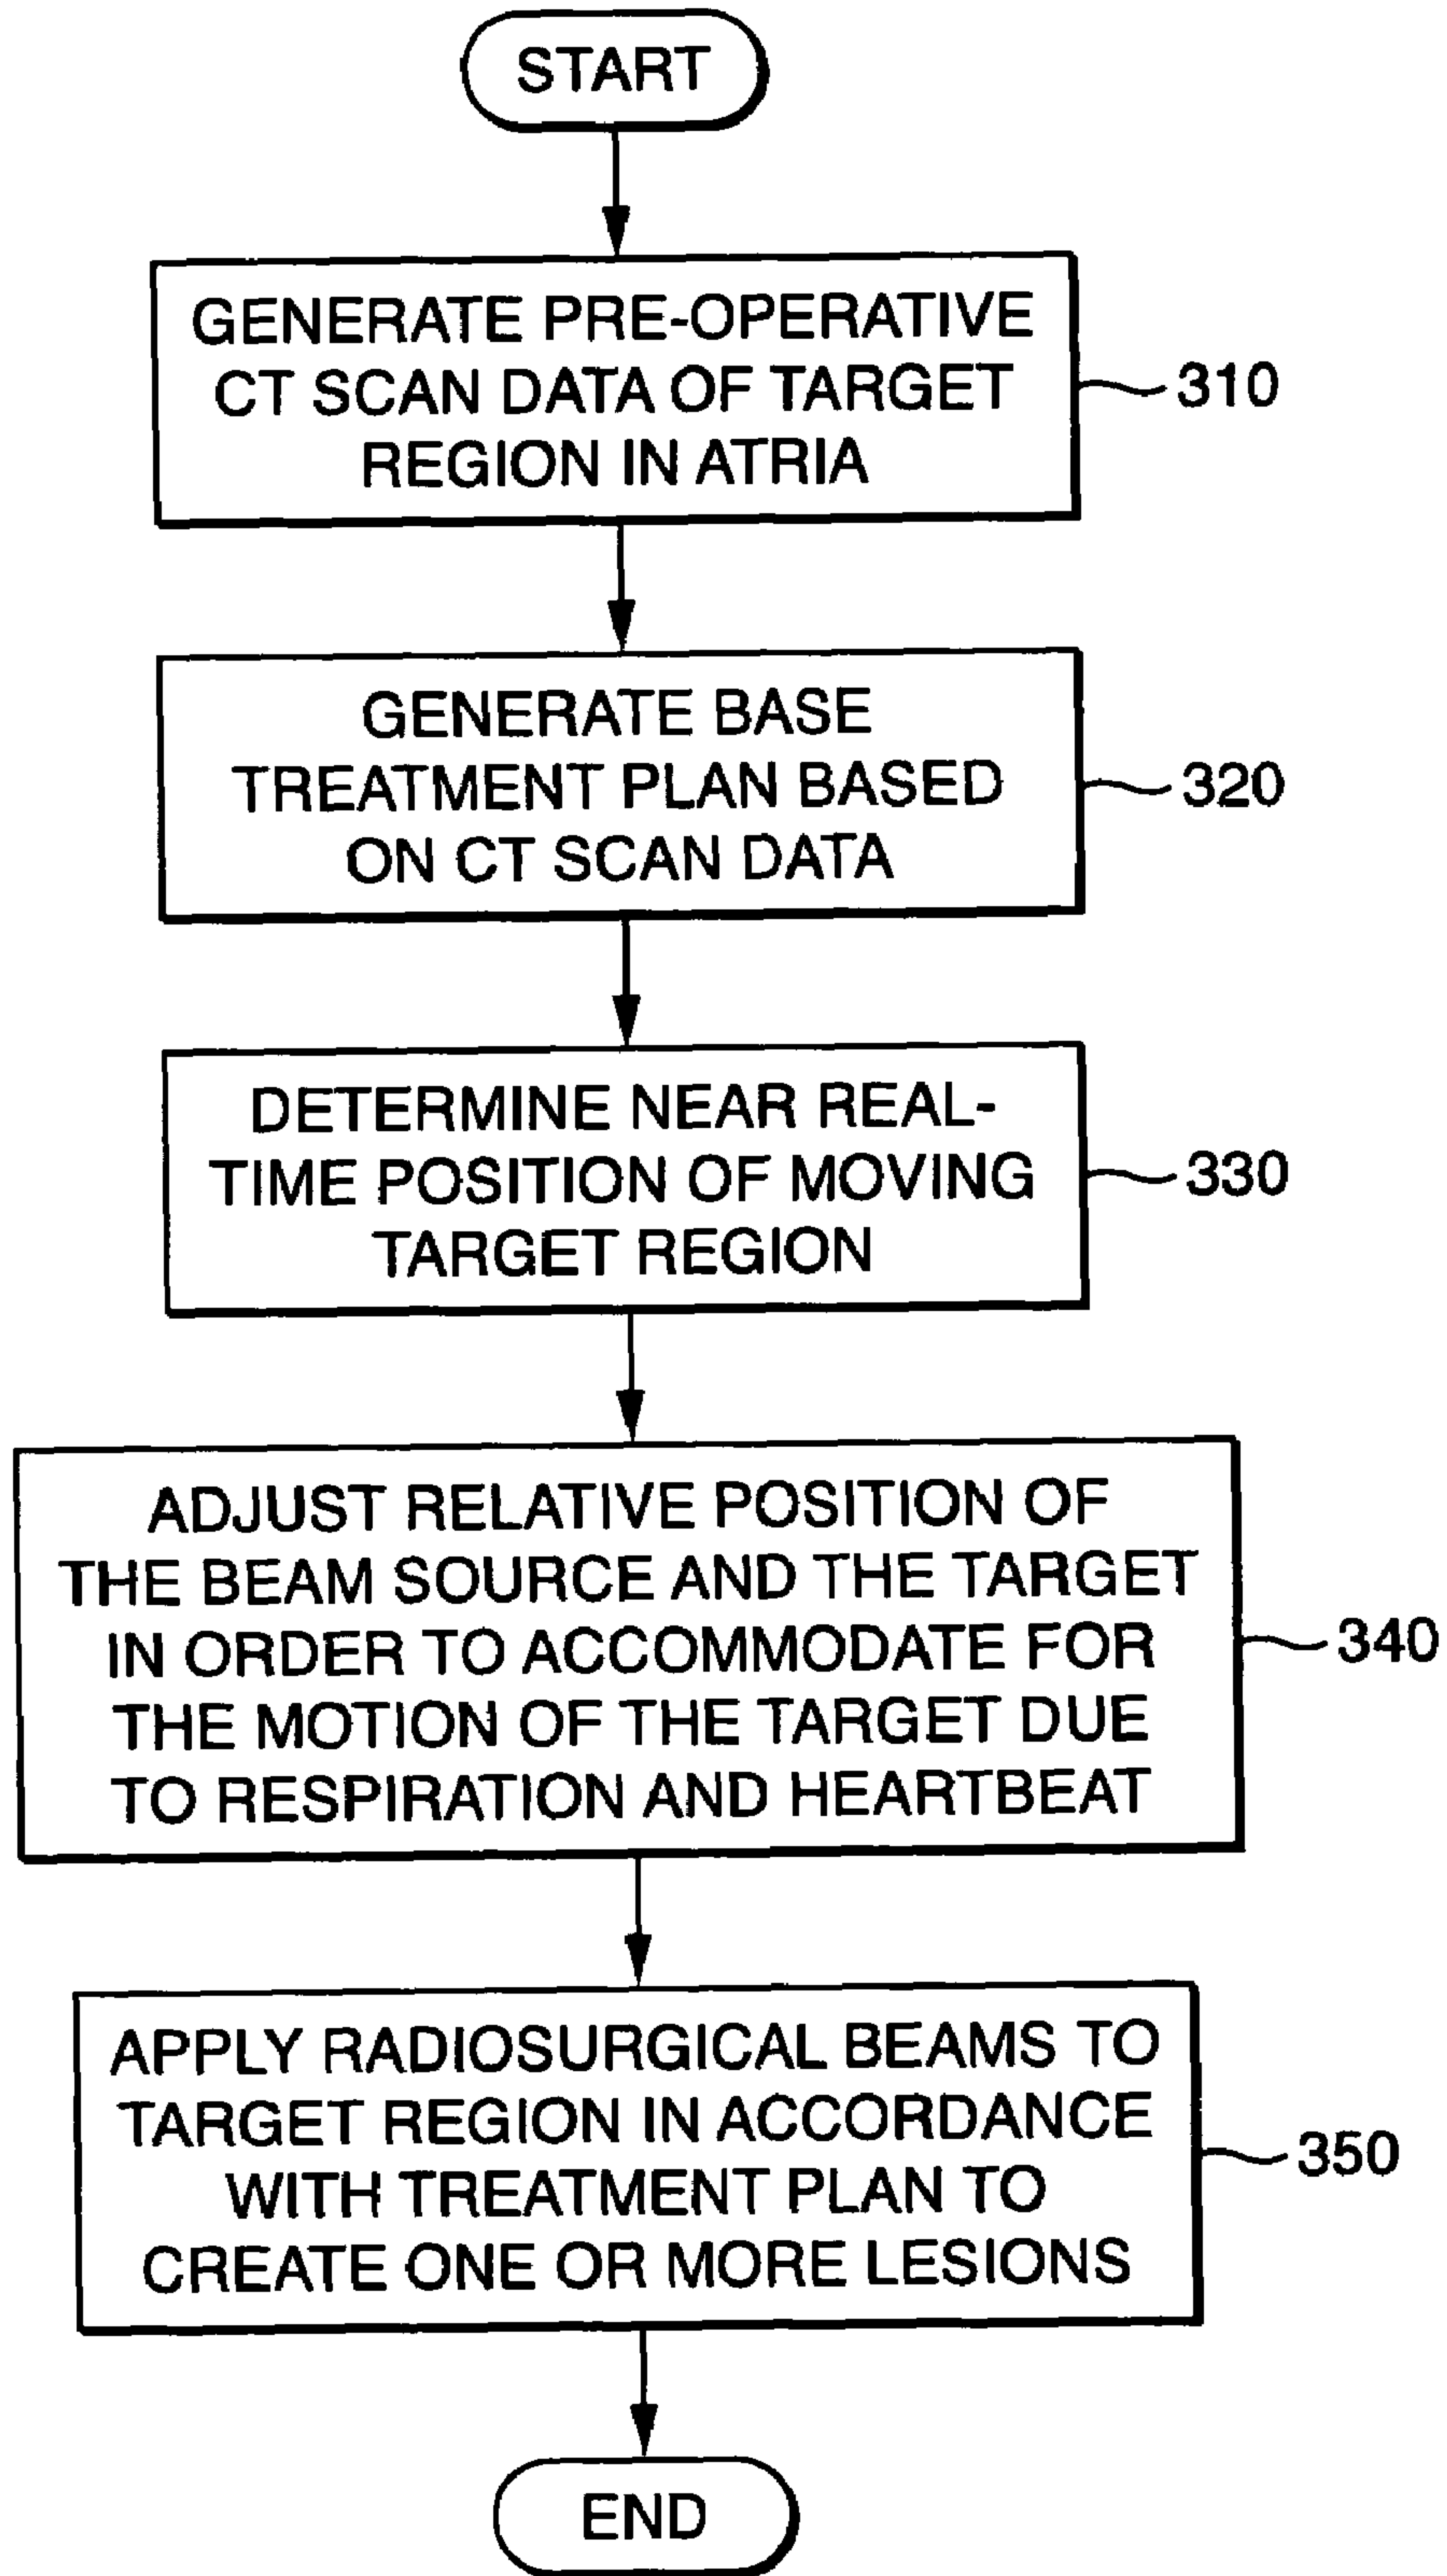 START
GENERATE PRE-OPERATIVE
CT SCAN DATA OF TARGET
REGION IN ATRIA
310
GENERATE BASE
TREATMENT PLAN BASED
ON CT SCAN DATA
320
DETERMINE NEAR REAL-
TIME POSITION OF MOVING
TARGET REGION
330
ADJUST RELATIVE POSITION OF
THE BEAM SOURCE AND THE TARGET
IN ORDER TO ACCOMMODATE FOR
THE MOTION OF THE TARGET DUE
TO RESPIRATION AND HEARTBEAT
340
APPLY RADIOSURGICAL BEAMS TO
TARGET REGION IN ACCORDANCE
WITH TREATMENT PLAN TO
CREATE ONE OR MORE LESIONS
350
END